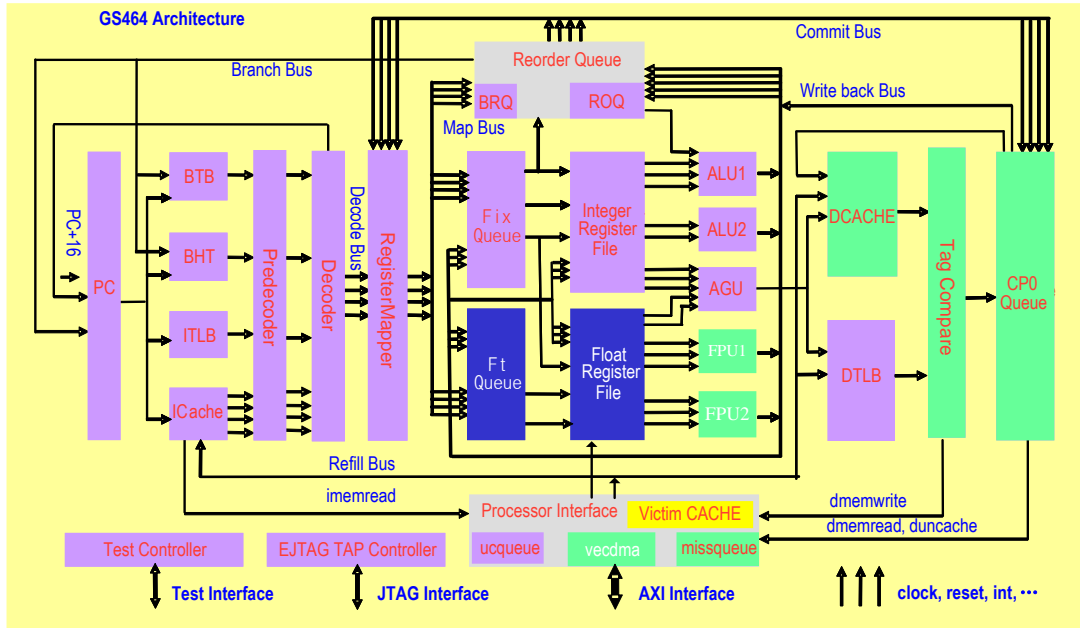 GS464 Architecture
Commit Bus
Reorder Queue
Branch Bus
Write back Bus
BRQ
ROQ
Map Bus
BTB
ALU1
Decode Bus
DCACHE
PC+16
Fix
Queue
Integer
Register
File
ALU2
BHT
PC
Predecoder
Decoder
RegisterMapper
Tag Compare
CP0
Queue
AGU
ITLB
Ft
Queue
Float
Register
File
FPU1
DTLB
ICache
FPU2
Refill Bus
imemread
dmemwrite
Processor Interface
Victim CACHE
dmemread, duncache
Test Controller
EJTAG TAP Controller
ucqueue
vecdma
missqueue
Test Interface
JTAG Interface
AXI Interface
clock, reset, int, ···